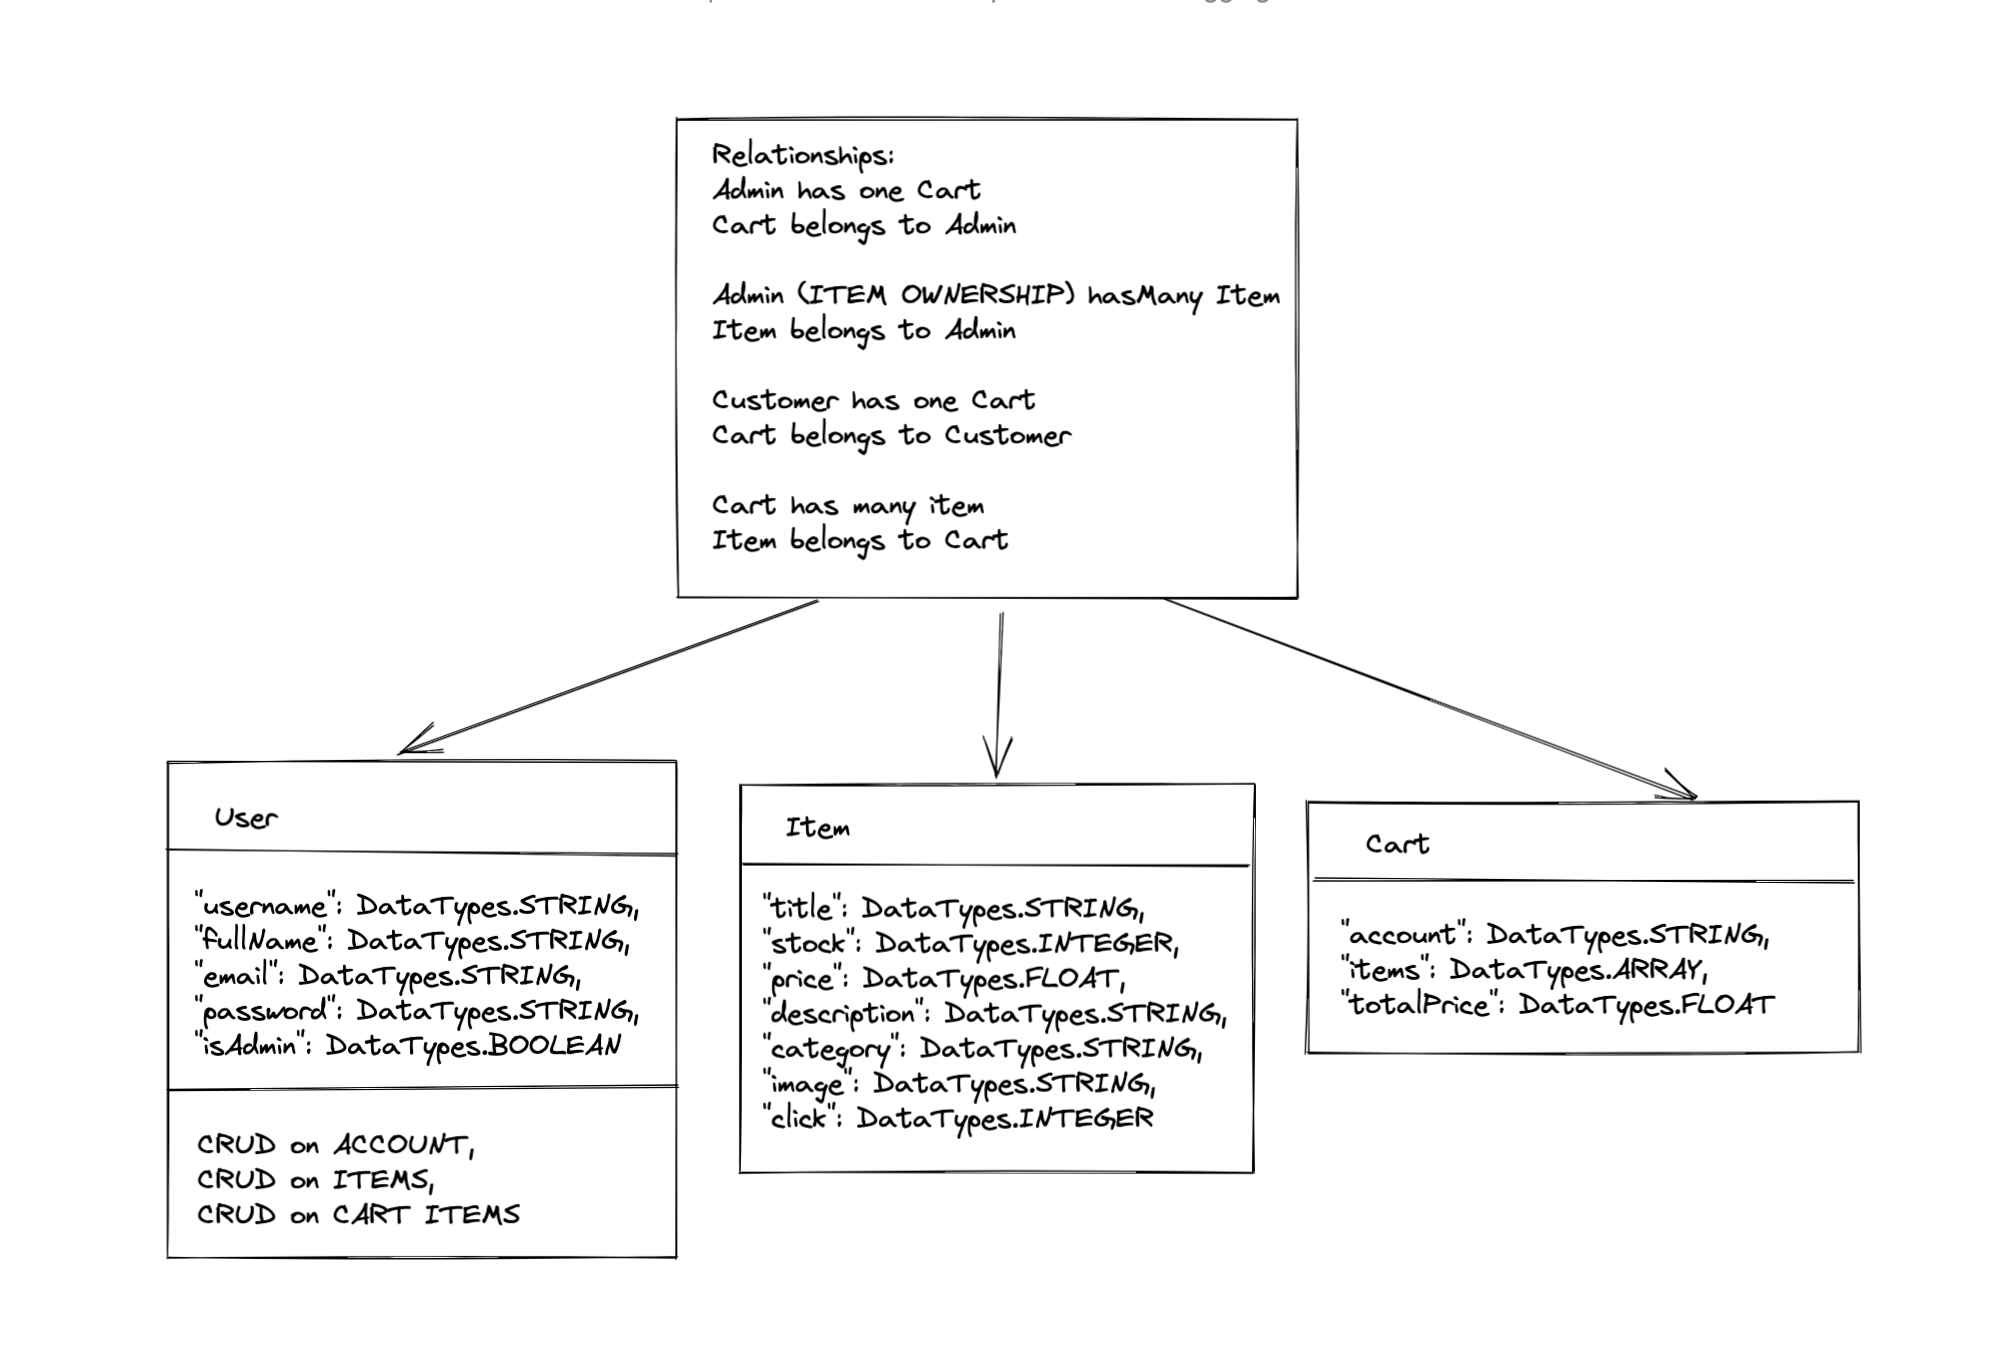 Relationships:
Admin has one Cart
Cart belongs to Admin
Admin (ITEM OWNERSHIP) hasMany Item
Item belongs to Admin
Customer has one Cart
Cart belongs to Customer
Cart has many item
Item belongs to Cart
User
"username": DataTypes.STRING,
"fullName": DataTypes.STRING,
"email": DataTypes.STRING,
"password": DataTypes.STRING,
"isAdmin": DataTypes.BOOLEAN
CRUD on ACCOUNT,
CRUD on ITEMS,
CRUD on CART ITEMS
Item
"title": DataTypes.STRING,
"stock": DataTypes.INTEGER,
"price": DataTypes.FLOAT,
"description": DataTypes.STRING,
"category": DataTypes.STRING,
"image": DataTypes.STRING,
"click": DataTypes.INTEGER
Cart
"account": DataTypes.STRING,
"items": DataTypes.ARRAY,
"totalPrice": DataTypes.FLOAT